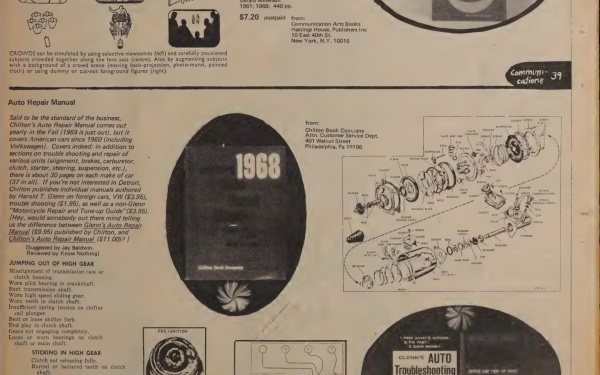 1961; 1968; 440 pp.
$7.20 postpaid
from:
Communication Arts Books
Hastings House, Publishers Inc
10 East 40th St.
New York, N.Y. 10016
CROWDS can be simulated by using selective viewpoints (left) and carefully positioned
subjects crowded together along the lens axis (centre). Also by augmenting subjects
with a background of a crowd scene (moving back-projection, photo-mural, painted
cloth) or using dummy or cut-out foreground figures (right).
Communi-
cations 39
Auto Repair Manual
Said to be the standard of the business,
Chilton's Auto Repair Manual comes out
yearly in the Fall (1969 is just out), but it
covers American cars since 1960 (including
Volkswagen). Covers indeed: in addition to
sections on trouble shooting and repair of
various units (alignment, brakes, carburetor,
clutch, starter, steering, suspension, etc.),
there is about 30 pages on each make of car
(37 in all). If you're not interested in Detroit,
Chilton publishes individual manuals authored
by Harold T. Glenn on foreign cars, VW ($3.95),
trouble shooting ($1.95), as well as a non-Glenn
"Motorcycle Repair and Tune-up Guide" ($3.95).
[Hey, would somebody out there mind telling
us the difference between Glenn's Auto Repair
Manual ($9.95) published by Chilton, and
Chilton's Auto Repair Manual ($11.00)? ]
[Suggested by Jay Baldwin.
Reviewed by Know Nothing]
JUMPING OUT OF HIGH GEAR
Misalignment of transmission case or
clutch housing.
Worn pilot bearing in crankshaft.
Bent transmission shaft.
Worn high speed sliding gear.
Worn teeth in clutch shaft.
Insufficient spring tension on shifter
rail plunger.
Bent or loose shifter fork.
End play in clutch shaft.
Gears not engaging completely.
Loose or worn bearings on clutch
shaft or main shaft.
STICKING IN HIGH GEAR
Clutch not releasing fully.
Burred or battered teeth on clutch
shaft.
1968
Chilton Book Company
from:
Chilton Book Company
Attn. Customer Service Dept.
401 Walnut Street
Philadelphia, Pa 19106
PRE-IGNITION
1. FIND WHAT'S WRONG
2. FIX FAST
3. SAVE MONEY
GLENN'S AUTO
Troubleshooting